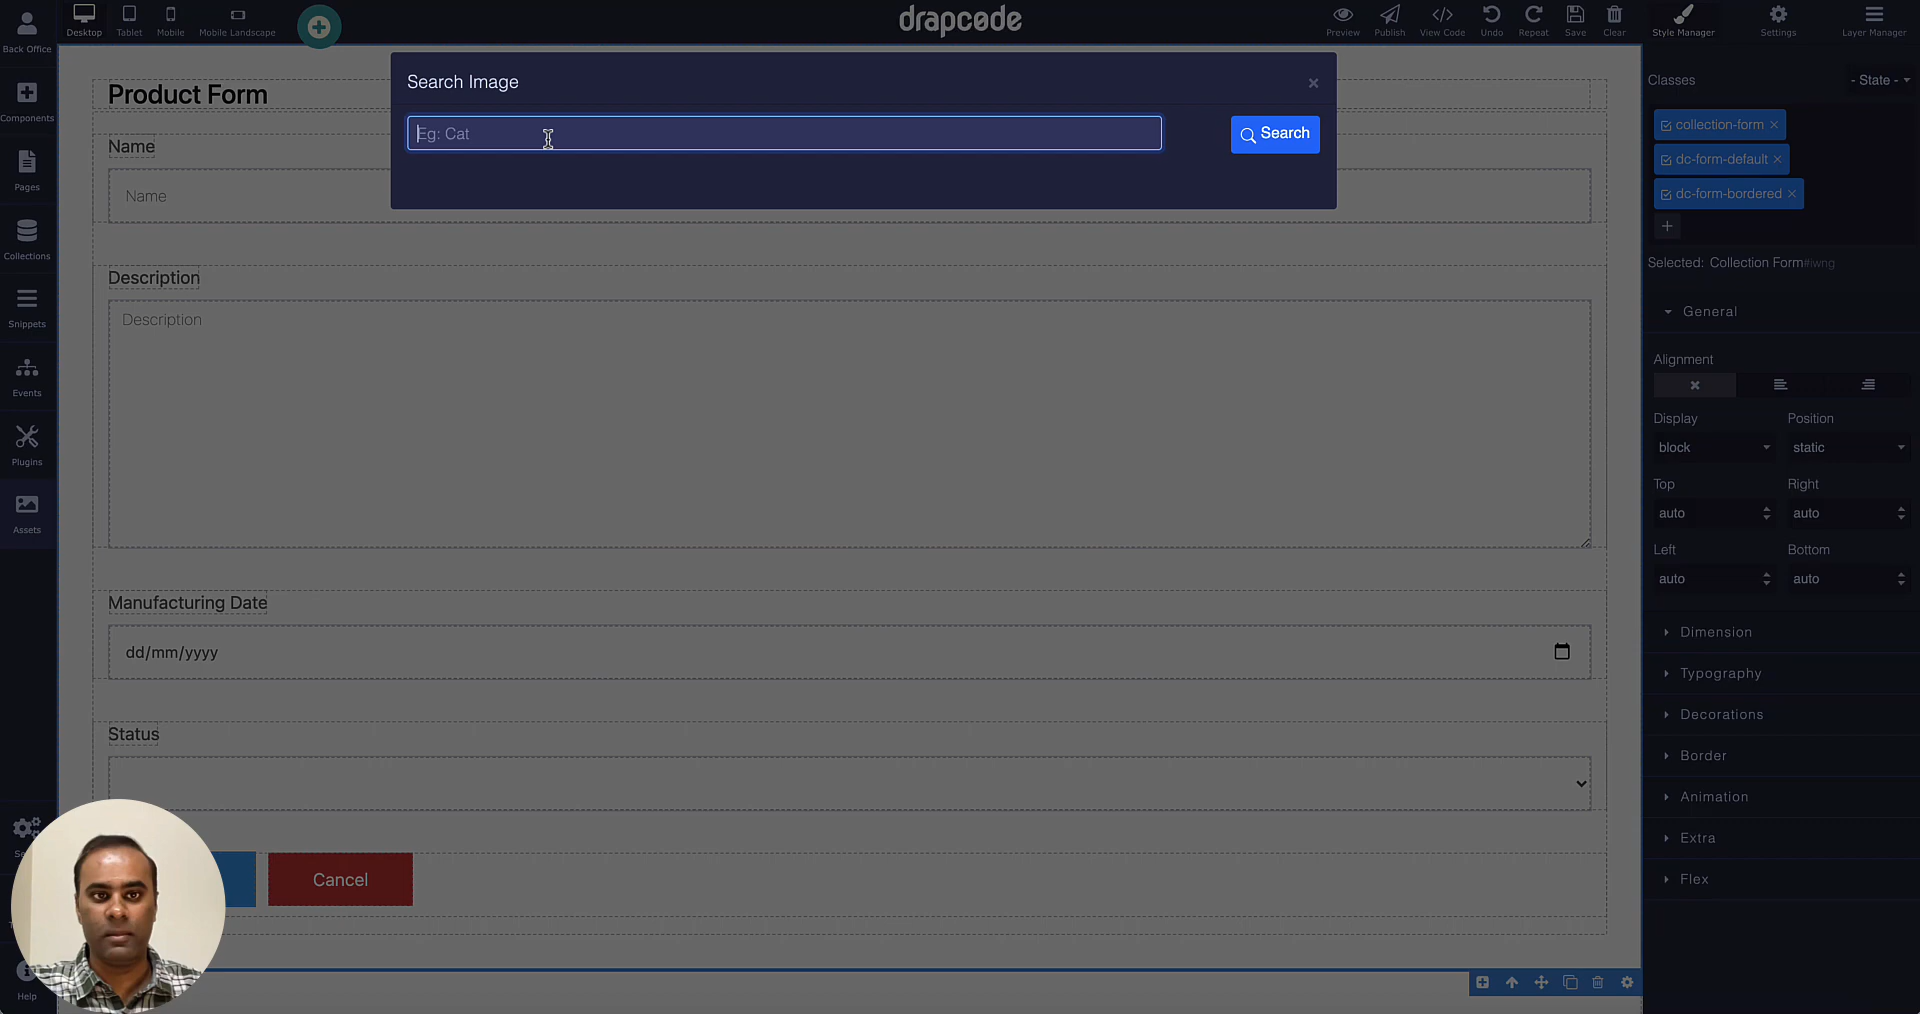 Back Office
Desktop
Tablet
Mobile
Mobile Landscape
drapcode
Preview
Publish
View Code
Undo
Repeat
Save
Clear
Style Manager
Settings
Layer Manager
Components
Pages
Collections
Snippets
Events
Plugins
Assets
Help
Search Image
Eg: Cat
Search
Product Form
Name
Name
Description
Description
Manufacturing Date
dd/mm/yyyy
Status
Cancel
Classes
- State -
collection-form
dc-form-default
dc-form-bordered
Selected: Collection Form#iwng
General
Alignment
Display
Position
block
static
Top
Right
auto
auto
Left
Bottom
auto
auto
Dimension
Typography
Decorations
Border
Animation
Extra
Flex